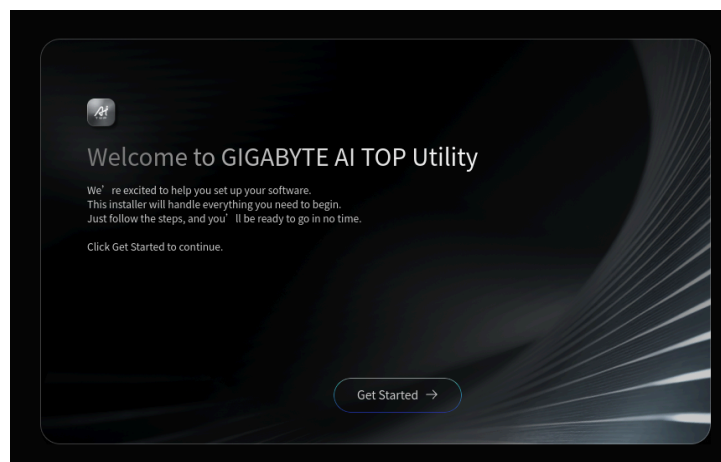 Welcome to GIGABYTE AI TOP Utility
We’re excited to help you set up your software.
This installer will handle everything you need to begin.
Just follow the steps, and you’ll be ready to go in no time.
Click Get Started to continue.
Get Started →